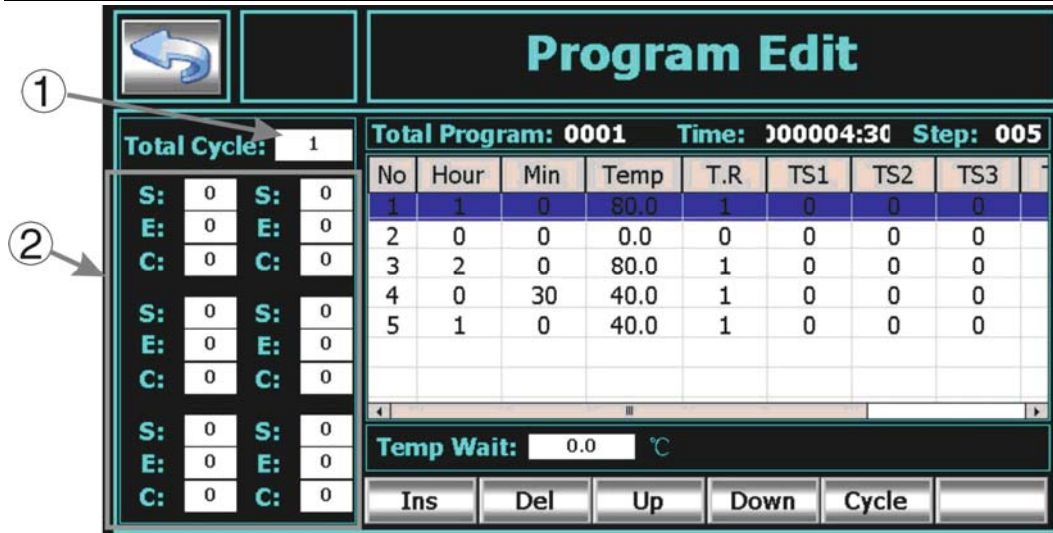 Program Edit
①
Total Cycle: 1
Total Program: 0001 Time: 000004:30 Step: 005
②
S: 0 S: 0
E: 0 E: 0
C: 0 C: 0
S: 0 S: 0
E: 0 E: 0
C: 0 C: 0
S: 0 S: 0
E: 0 E: 0
C: 0 C: 0
No Hour Min Temp T.R TS1 TS2 TS3
1 1 0 80.0 1 0 0 0
2 0 0 0.0 0 0 0 0
3 2 0 80.0 1 0 0 0
4 0 30 40.0 1 0 0 0
5 1 0 40.0 1 0 0 0
Temp Wait: 0.0 ℃
Ins Del Up Down Cycle